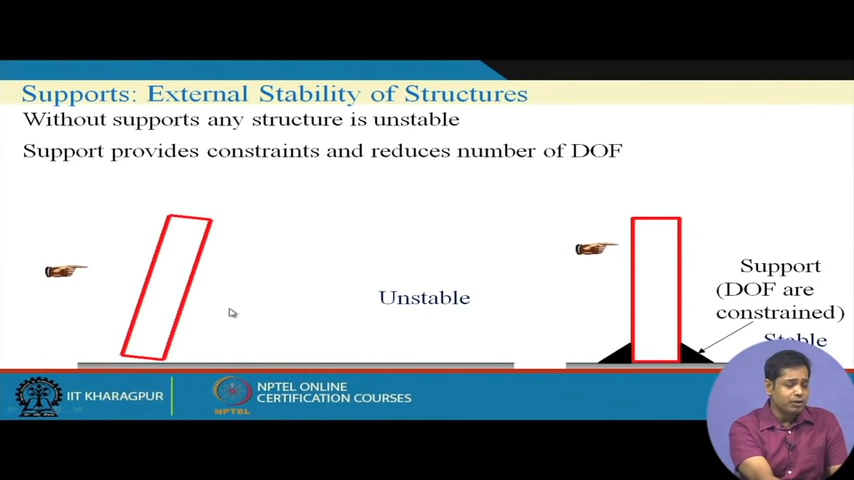 Supports: External Stability of Structures
Without supports any structure is unstable
Support provides constraints and reduces number of DOF
Unstable
Support
(DOF are
constrained)
Stable
IIT KHARAGPUR
NPTEL
NPTEL ONLINE
CERTIFICATION COURSES